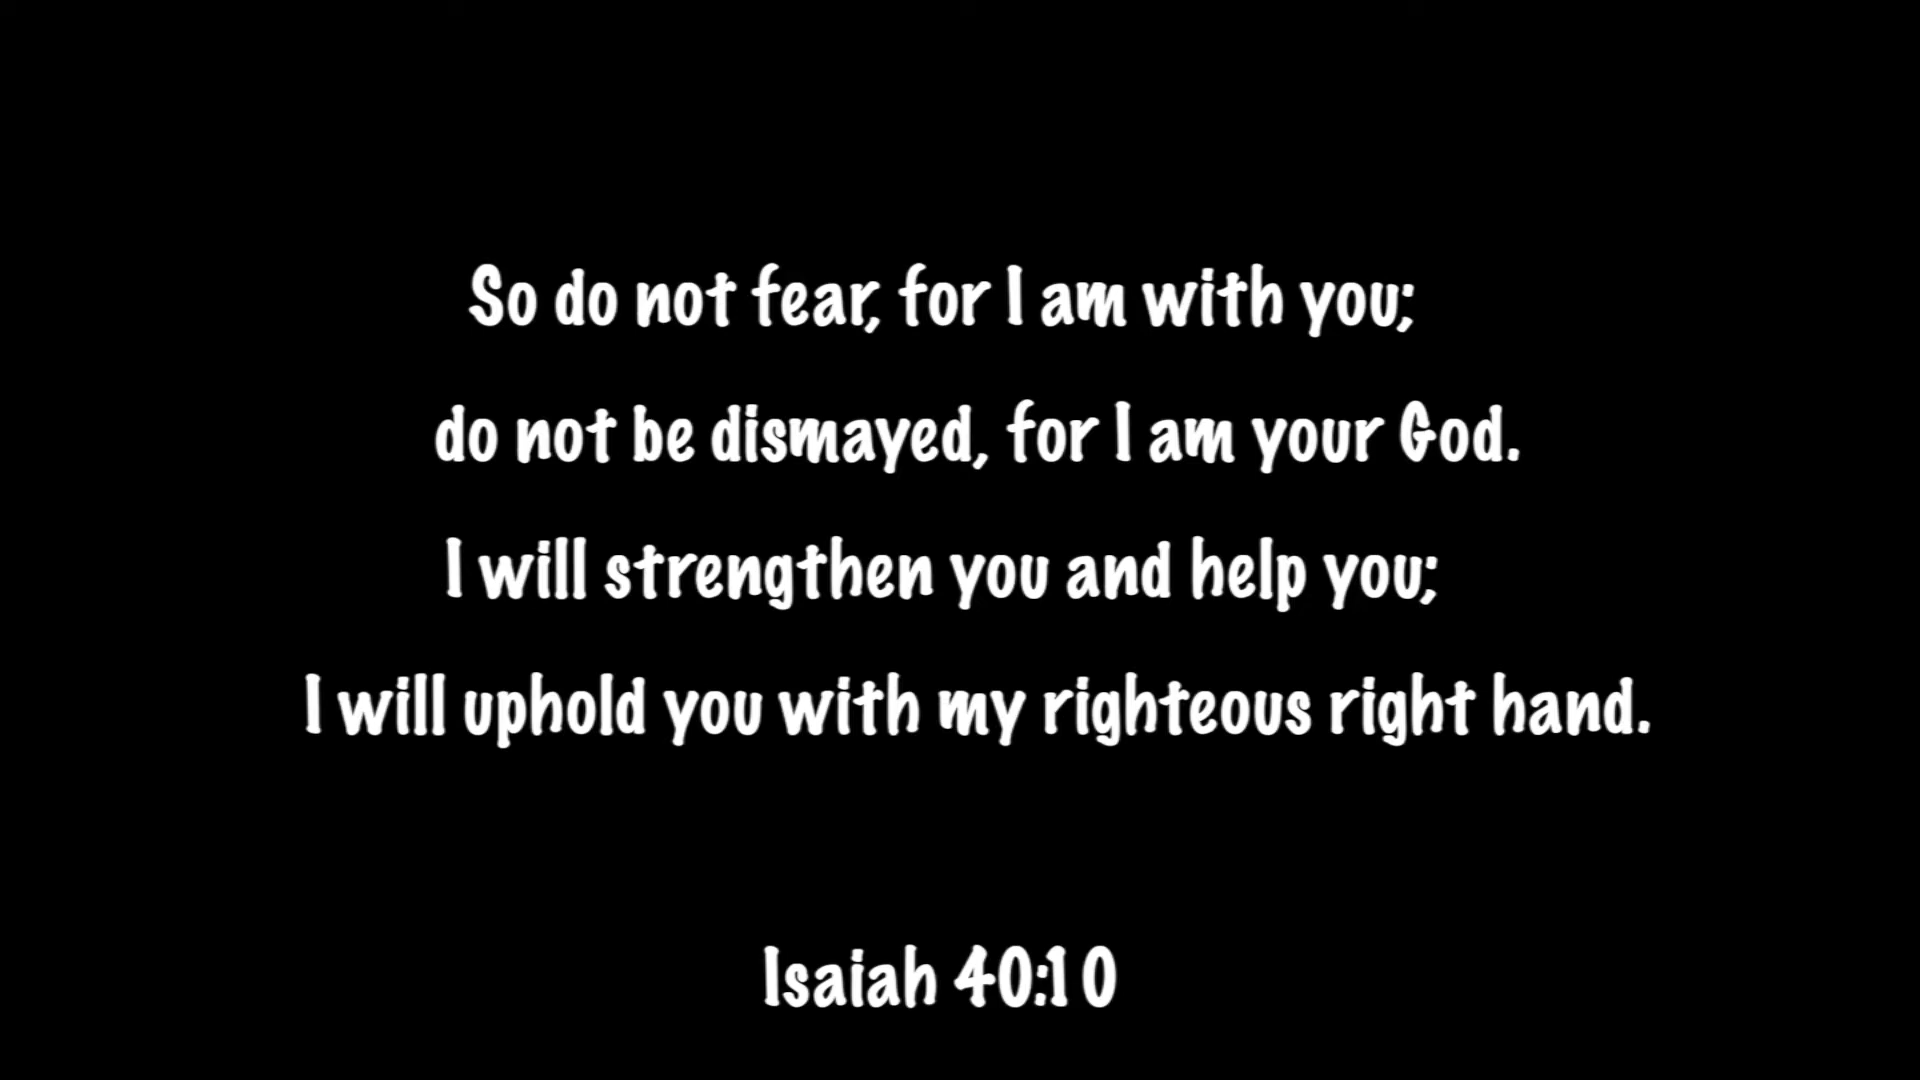 So do not fear, for I am with you;
do not be dismayed, for I am your God.
I will strengthen you and help you;
I will uphold you with my righteous right hand.
Isaiah 40:10